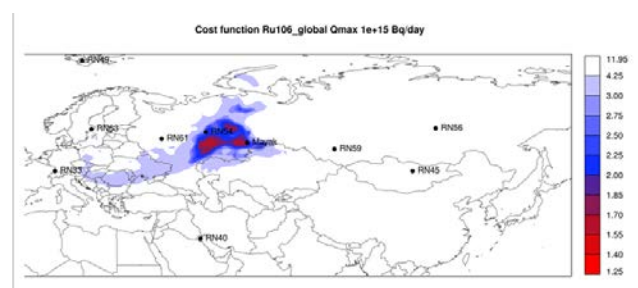 Cost function Ru106_global Qmax 1e+15 Bq/day
RN49
RN63
RN61
RN54
Mayak
RN59
RN56
RN45
RN33
RN40
11.95
4.25
3.00
2.75
2.50
2.25
2.00
1.85
1.70
1.55
1.40
1.25